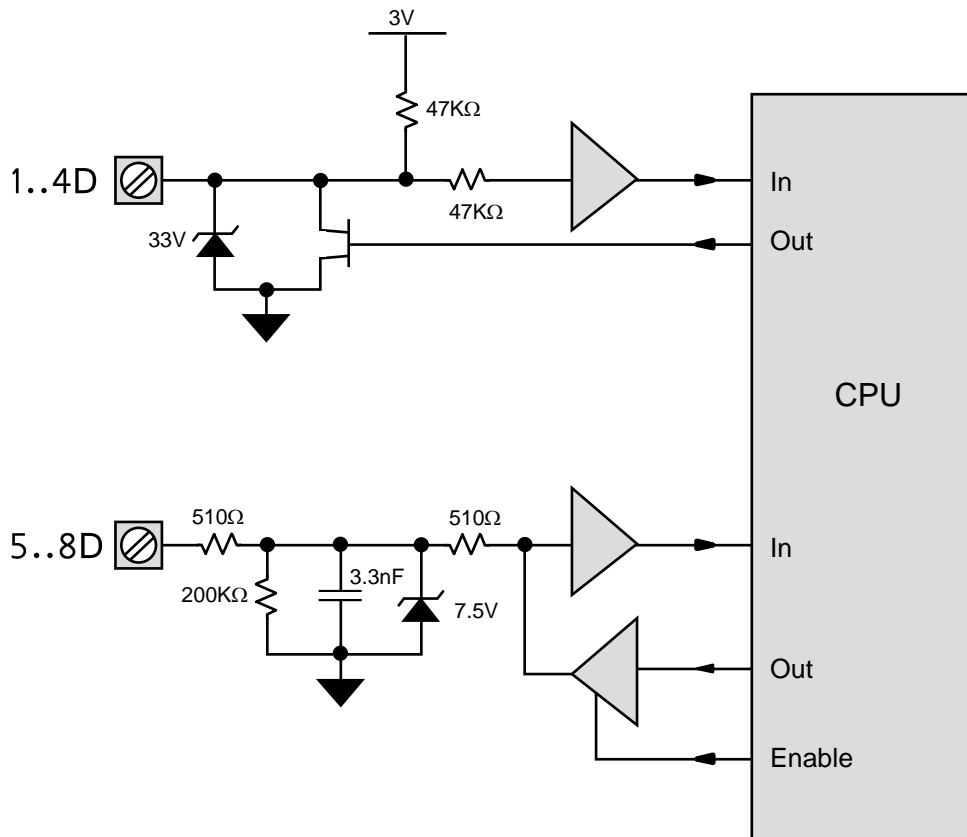 3V
47KΩ
1..4D
47KΩ
In
33V
Out
CPU
510Ω
510Ω
5..8D
In
200KΩ
3.3nF
7.5V
Out
Enable